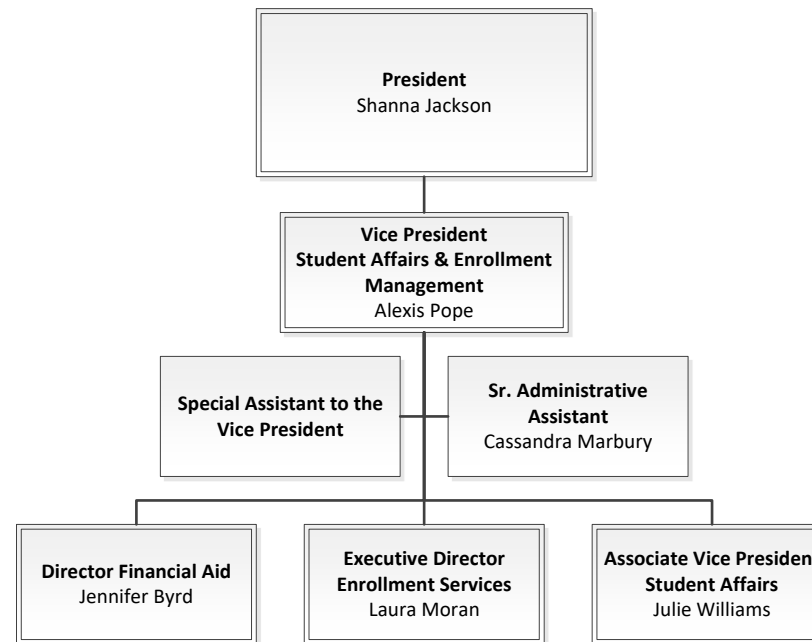 President
Shanna Jackson
Vice President
Student Affairs & Enrollment
Management
Alexis Pope
Special Assistant to the
Vice President
Sr. Administrative
Assistant
Cassandra Marbury
Director Financial Aid
Jennifer Byrd
Executive Director
Enrollment Services
Laura Moran
Associate Vice Presiden
Student Affairs
Julie Williams